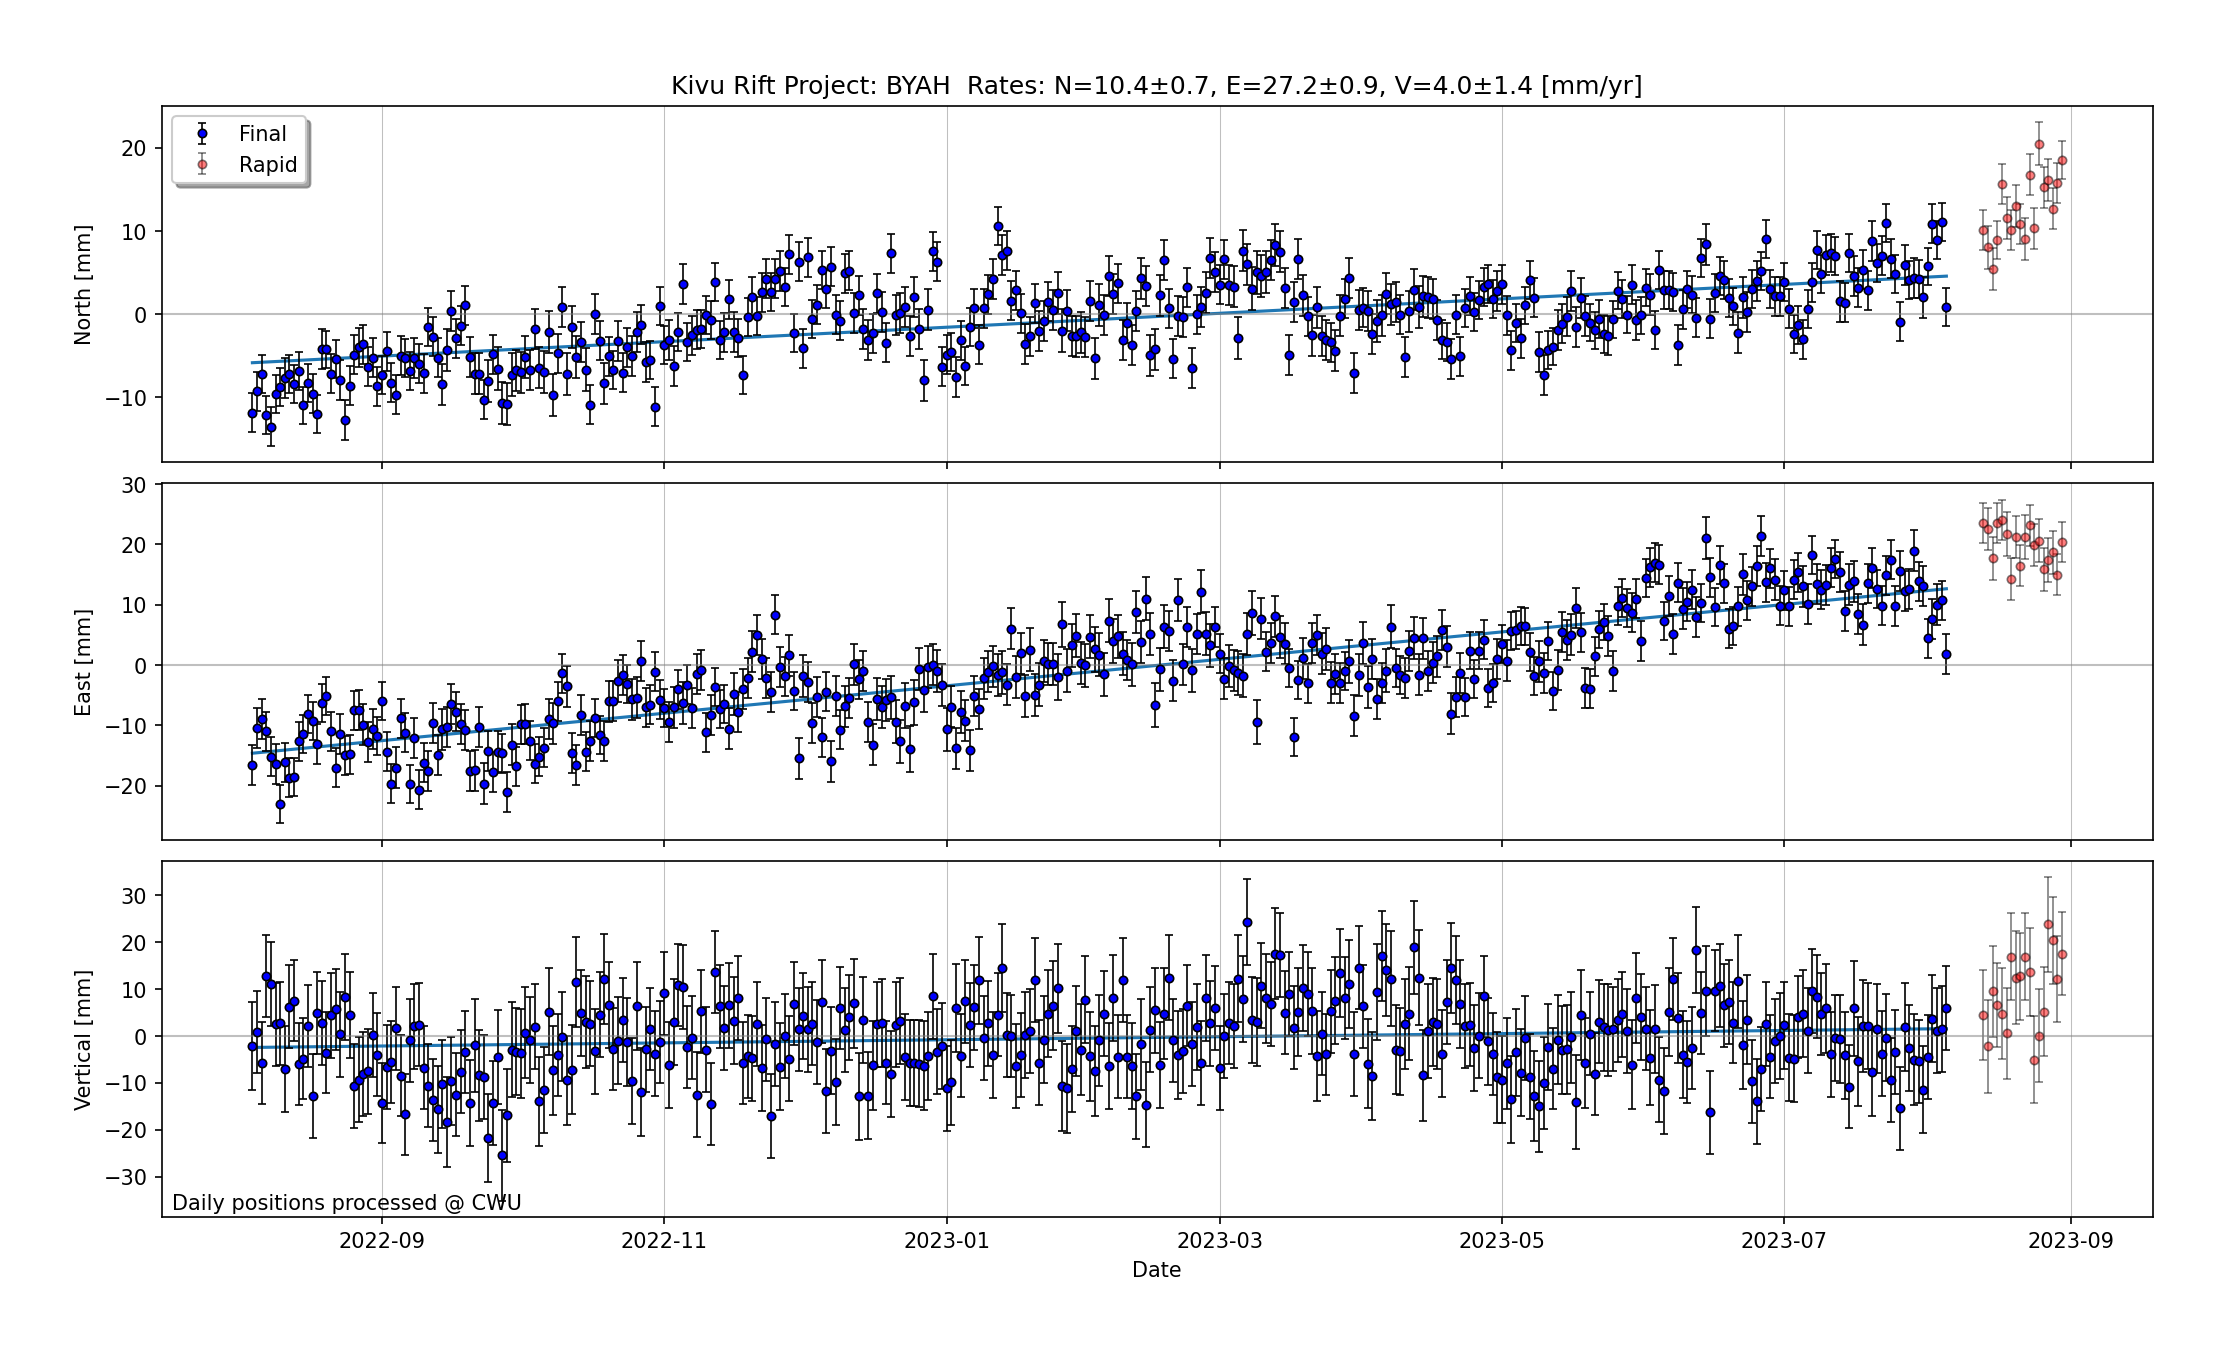 Kivu Rift Project: BYAH  Rates: N=10.4±0.7, E=27.2±0.9, V=4.0±1.4 [mm/yr]
Final
Rapid
North [mm]
20
10
0
−10
East [mm]
30
20
10
0
−10
−20
Vertical [mm]
30
20
10
0
−10
−20
−30
Daily positions processed @ CWU
2022-09 2022-11 2023-01 2023-03 2023-05 2023-07 2023-09
Date